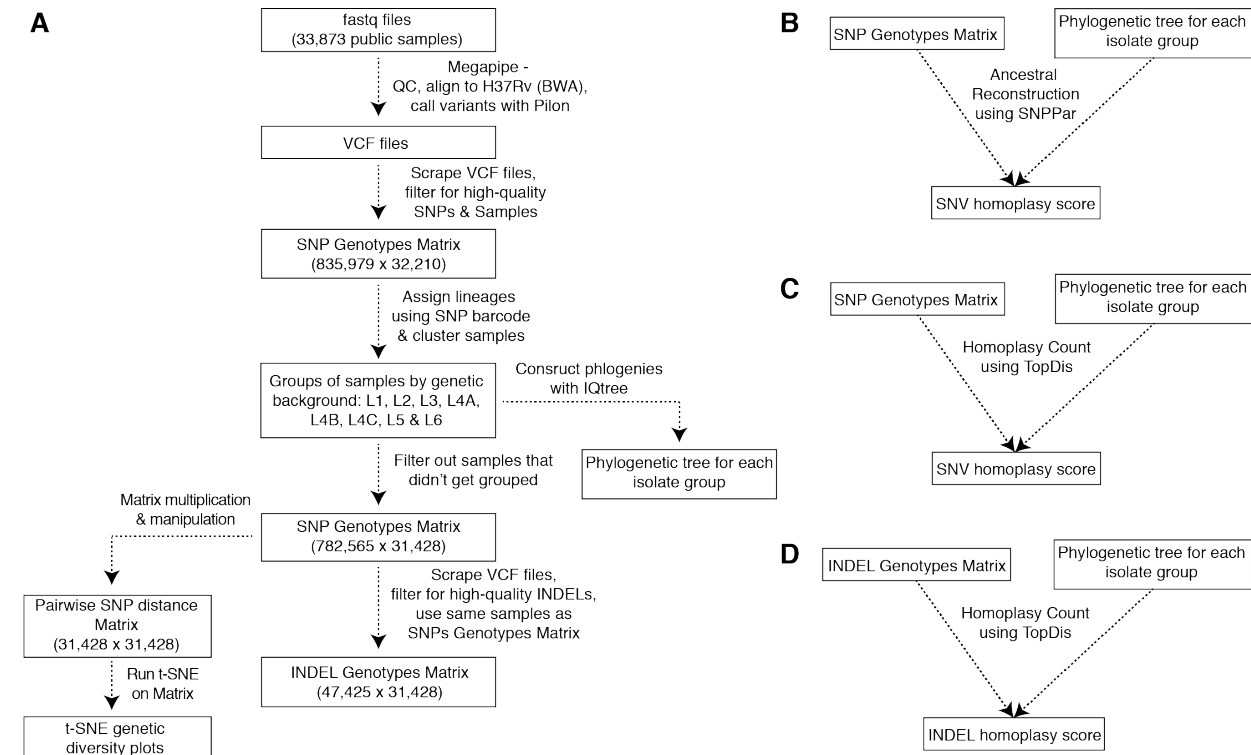 A
fastq files
(33,873 public samples)
Megapipe -
QC, align to H37Rv (BWA),
call variants with Pilon
VCF files
Scrape VCF files,
filter for high-quality
SNPs & Samples
SNP Genotypes Matrix
(835,979 x 32,210)
Assign lineages
using SNP barcode
& cluster samples
Groups of samples by genetic
background: L1, L2, L3, L4A,
L4B, L4C, L5 & L6
Construct phlogenies
with IQtree
Phylogenetic tree for each
isolate group
Filter out samples that
didn't get grouped
SNP Genotypes Matrix
(782,565 x 31,428)
Matrix multiplication
& manipulation
Pairwise SNP distance
Matrix
(31,428 x 31,428)
Run t-SNE
on Matrix
t-SNE genetic
diversity plots
Scrape VCF files,
filter for high-quality INDELs,
use same samples as
SNPs Genotypes Matrix
INDEL Genotypes Matrix
(47,425 x 31,428)
B
SNP Genotypes Matrix
Phylogenetic tree for each
isolate group
Ancestral
Reconstruction
using SNPPar
SNV homoplasy score
C
SNP Genotypes Matrix
Phylogenetic tree for each
isolate group
Homoplasy Count
using TopDis
SNV homoplasy score
D
INDEL Genotypes Matrix
Phylogenetic tree for each
isolate group
Homoplasy Count
using TopDis
INDEL homoplasy score